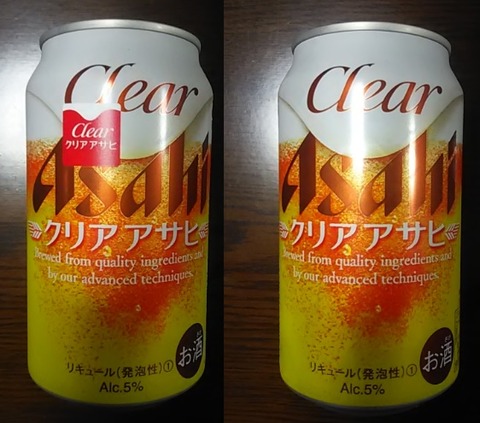 Clear
Clear
クリアアサヒ
Asahi
クリアアサヒ
Brewed from quality ingredients and
by our advanced techniques.
リキュール(発泡性)①
Alc.5%
お酒
Clear
Asahi
クリアアサヒ
Brewed from quality ingredients and
by our advanced techniques.
リキュール(発泡性)①
Alc.5%
お酒